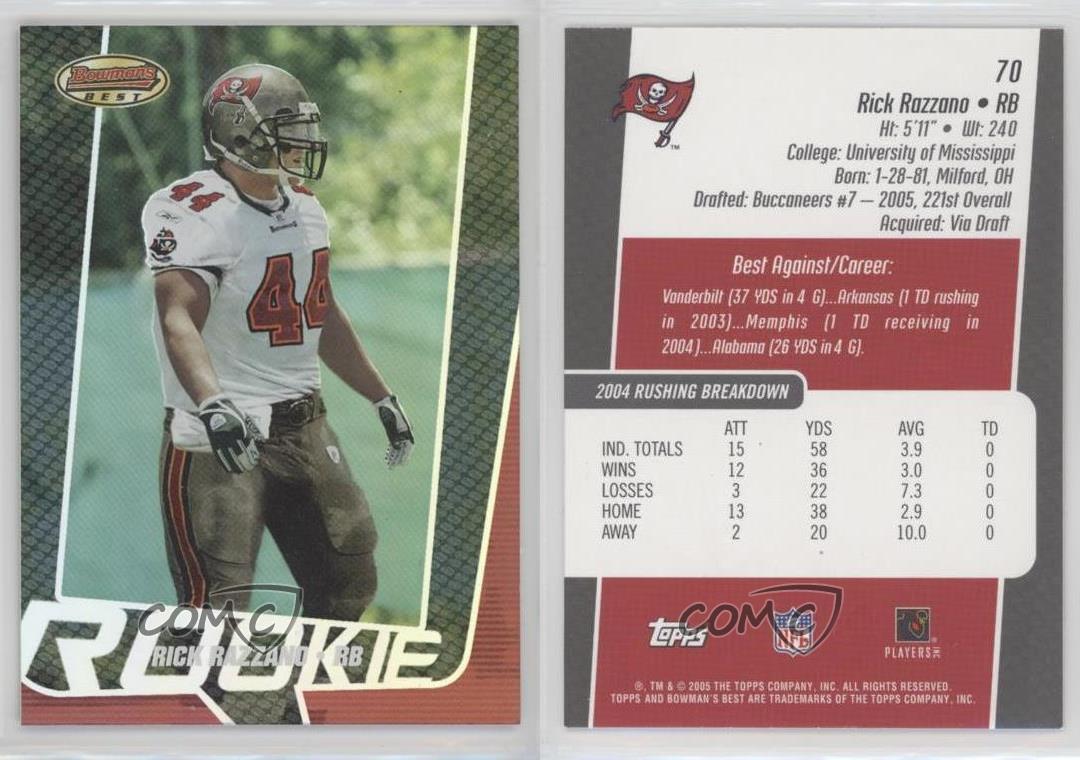 Bowman's
BEST
44
BUCCANEERS
44
ROOKIE
RICK RAZZANO • RB
COMC
70
Rick Razzano • RB
Ht: 5'11" • Wt: 240
College: University of Mississippi
Born: 1-28-81, Milford, OH
Drafted: Buccaneers #7 – 2005, 221st Overall
Acquired: Via Draft
TM
Best Against/Career:
Vanderbilt (37 YDS in 4 G)...Arkansas (1 TD rushing
in 2003)...Memphis (1 TD receiving in
2004)...Alabama (26 YDS in 4 G).
2004 RUSHING BREAKDOWN
ATT YDS AVG TD
IND. TOTALS 15 58 3.9 0
WINS 12 36 3.0 0
LOSSES 3 22 7.3 0
HOME 13 38 2.9 0
AWAY 2 20 10.0 0
COMC
Topps
NFL
PLAYERS INC
®, TM & © 2005 THE TOPPS COMPANY, INC. ALL RIGHTS RESERVED.
TOPPS AND BOWMAN'S BEST ARE TRADEMARKS OF THE TOPPS COMPANY, INC.